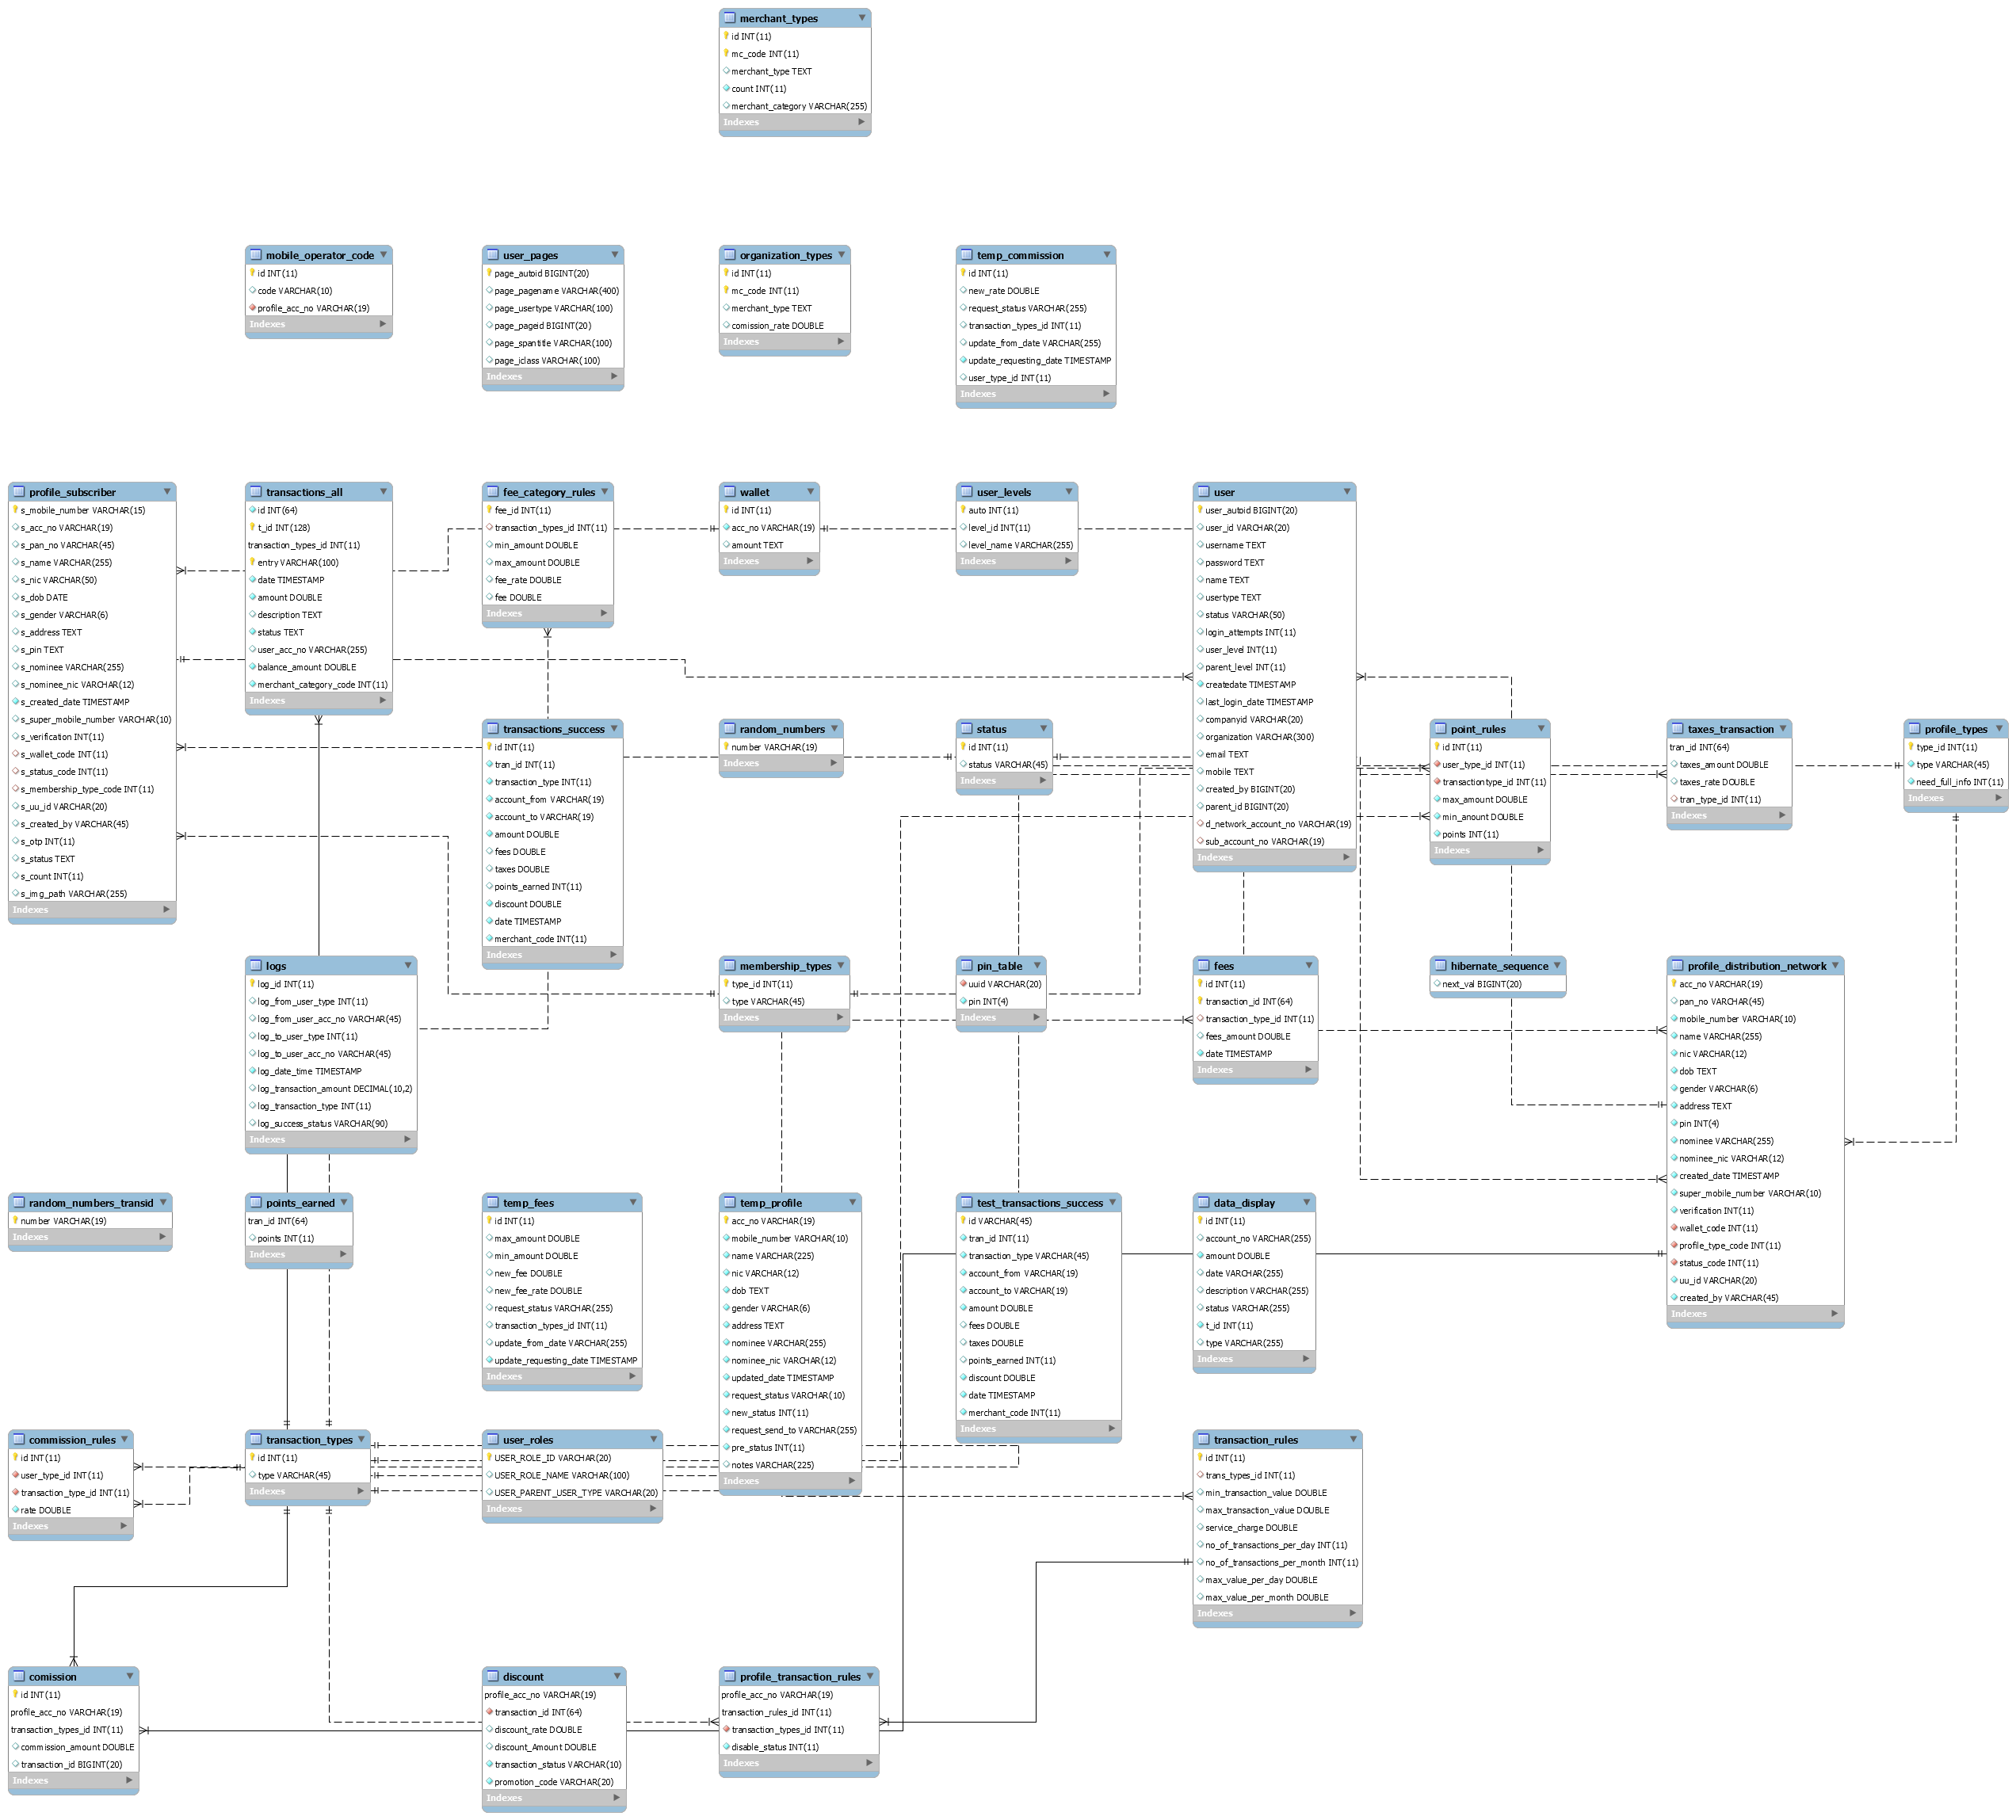 merchant_types
id INT(11)
mc_code INT(11)
merchant_type TEXT
count INT(11)
merchant_category VARCHAR(255)
Indexes
mobile_operator_code
id INT(11)
code VARCHAR(10)
profile_acc_no VARCHAR(19)
Indexes
user_pages
page_autoid BIGINT(20)
page_pagename VARCHAR(400)
page_usertype VARCHAR(100)
page_pageid BIGINT(20)
page_spantitle VARCHAR(100)
page_iclass VARCHAR(100)
Indexes
organization_types
id INT(11)
mc_code INT(11)
merchant_type TEXT
comission_rate DOUBLE
Indexes
temp_commission
id INT(11)
new_rate DOUBLE
request_status VARCHAR(255)
transaction_types_id INT(11)
update_from_date VARCHAR(255)
update_requesting_date TIMESTAMP
user_type_id INT(11)
Indexes
profile_subscriber
s_mobile_number VARCHAR(15)
s_acc_no VARCHAR(19)
s_pan_no VARCHAR(45)
s_name VARCHAR(255)
s_nic VARCHAR(50)
s_dob DATE
s_gender VARCHAR(6)
s_address TEXT
s_pin TEXT
s_nominee VARCHAR(255)
s_nominee_nic VARCHAR(12)
s_created_date TIMESTAMP
s_super_mobile_number VARCHAR(10)
s_verification INT(11)
s_wallet_code INT(11)
s_status_code INT(11)
s_membership_type_code INT(11)
s_uu_id VARCHAR(20)
s_created_by VARCHAR(45)
s_otp INT(11)
s_status TEXT
s_count INT(11)
s_img_path VARCHAR(255)
Indexes
transactions_all
id INT(64)
t_id INT(128)
transaction_types_id INT(11)
entry VARCHAR(100)
date TIMESTAMP
amount DOUBLE
description TEXT
status TEXT
user_acc_no VARCHAR(255)
balance_amount DOUBLE
merchant_category_code INT(11)
Indexes
fee_category_rules
fee_id INT(11)
transaction_types_id INT(11)
min_amount DOUBLE
max_amount DOUBLE
fee_rate DOUBLE
fee DOUBLE
Indexes
wallet
id INT(11)
acc_no VARCHAR(19)
amount TEXT
Indexes
user_levels
auto INT(11)
level_id INT(11)
level_name VARCHAR(255)
Indexes
user
user_autoid BIGINT(20)
user_id VARCHAR(20)
username TEXT
password TEXT
name TEXT
usertype TEXT
status VARCHAR(50)
login_attempts INT(11)
user_level INT(11)
parent_level INT(11)
createdate TIMESTAMP
last_login_date TIMESTAMP
companyid VARCHAR(20)
organization VARCHAR(300)
email TEXT
mobile TEXT
created_by BIGINT(20)
parent_id BIGINT(20)
d_network_account_no VARCHAR(19)
sub_account_no VARCHAR(19)
Indexes
transactions_success
id INT(11)
tran_id INT(11)
transaction_type INT(11)
account_from VARCHAR(19)
account_to VARCHAR(19)
amount DOUBLE
fees DOUBLE
taxes DOUBLE
points_earned INT(11)
discount DOUBLE
date TIMESTAMP
merchant_code INT(11)
Indexes
random_numbers
number VARCHAR(19)
Indexes
status
id INT(11)
status VARCHAR(45)
Indexes
point_rules
id INT(11)
user_type_id INT(11)
transactiontype_id INT(11)
max_amount DOUBLE
min_anount DOUBLE
points INT(11)
Indexes
taxes_transaction
tran_id INT(64)
taxes_amount DOUBLE
taxes_rate DOUBLE
tran_type_id INT(11)
Indexes
profile_types
type_id INT(11)
type VARCHAR(45)
need_full_info INT(11)
Indexes
logs
log_id INT(11)
log_from_user_type INT(11)
log_from_user_acc_no VARCHAR(45)
log_to_user_type INT(11)
log_to_user_acc_no VARCHAR(45)
log_date_time TIMESTAMP
log_transaction_amount DECIMAL(10,2)
log_transaction_type INT(11)
log_success_status VARCHAR(90)
Indexes
membership_types
type_id INT(11)
type VARCHAR(45)
Indexes
pin_table
uuid VARCHAR(20)
pin INT(4)
Indexes
fees
id INT(11)
transaction_id INT(64)
transaction_type_id INT(11)
fees_amount DOUBLE
date TIMESTAMP
Indexes
hibernate_sequence
next_val BIGINT(20)
Indexes
profile_distribution_network
acc_no VARCHAR(19)
pan_no VARCHAR(45)
mobile_number VARCHAR(10)
name VARCHAR(255)
nic VARCHAR(12)
dob TEXT
gender VARCHAR(6)
address TEXT
pin INT(4)
nominee VARCHAR(255)
nominee_nic VARCHAR(12)
created_date TIMESTAMP
super_mobile_number VARCHAR(10)
verification INT(11)
wallet_code INT(11)
profile_type_code INT(11)
status_code INT(11)
uu_id VARCHAR(20)
created_by VARCHAR(45)
Indexes
random_numbers_transid
number VARCHAR(19)
Indexes
points_earned
tran_id INT(64)
points INT(11)
Indexes
temp_fees
id INT(11)
max_amount DOUBLE
min_amount DOUBLE
new_fee DOUBLE
new_fee_rate DOUBLE
request_status VARCHAR(255)
transaction_types_id INT(11)
update_from_date VARCHAR(255)
update_requesting_date TIMESTAMP
Indexes
temp_profile
acc_no VARCHAR(19)
mobile_number VARCHAR(10)
name VARCHAR(225)
nic VARCHAR(12)
dob TEXT
gender VARCHAR(6)
address TEXT
nominee VARCHAR(255)
nominee_nic VARCHAR(12)
updated_date TIMESTAMP
request_status VARCHAR(10)
new_status INT(11)
request_send_to VARCHAR(255)
pre_status INT(11)
notes VARCHAR(225)
Indexes
test_transactions_success
id VARCHAR(45)
tran_id INT(11)
transaction_type VARCHAR(45)
account_from VARCHAR(19)
account_to VARCHAR(19)
amount DOUBLE
fees DOUBLE
taxes DOUBLE
points_earned INT(11)
discount DOUBLE
date TIMESTAMP
merchant_code INT(11)
Indexes
data_display
id INT(11)
account_no VARCHAR(255)
amount DOUBLE
date VARCHAR(255)
description VARCHAR(255)
status VARCHAR(255)
t_id INT(11)
type VARCHAR(255)
Indexes
commission_rules
id INT(11)
user_type_id INT(11)
transaction_type_id INT(11)
rate DOUBLE
Indexes
transaction_types
id INT(11)
type VARCHAR(45)
Indexes
user_roles
USER_ROLE_ID VARCHAR(20)
USER_ROLE_NAME VARCHAR(100)
USER_PARENT_USER_TYPE VARCHAR(20)
Indexes
transaction_rules
id INT(11)
trans_types_id INT(11)
min_transaction_value DOUBLE
max_transaction_value DOUBLE
service_charge DOUBLE
no_of_transactions_per_day INT(11)
no_of_transactions_per_month INT(11)
max_value_per_day DOUBLE
max_value_per_month DOUBLE
Indexes
comission
id INT(11)
profile_acc_no VARCHAR(19)
transaction_types_id INT(11)
commission_amount DOUBLE
transaction_id BIGINT(20)
Indexes
discount
profile_acc_no VARCHAR(19)
transaction_id INT(64)
discount_rate DOUBLE
discount_Amount DOUBLE
transaction_status VARCHAR(10)
promotion_code VARCHAR(20)
Indexes
profile_transaction_rules
profile_acc_no VARCHAR(19)
transaction_rules_id INT(11)
transaction_types_id INT(11)
disable_status INT(11)
Indexes